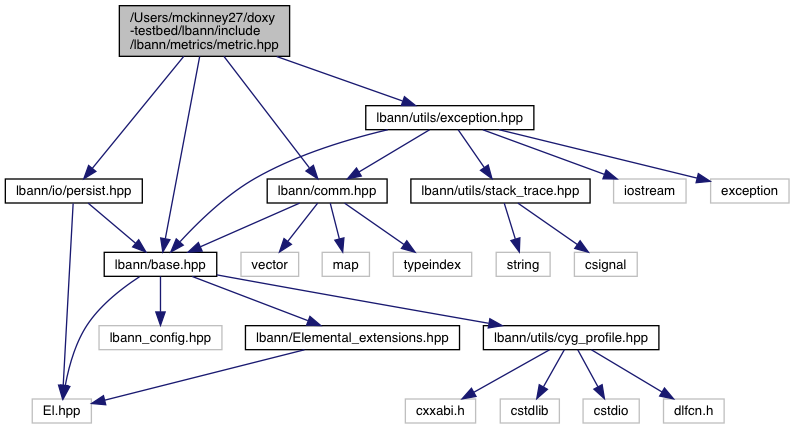 /Users/mckinney27/doxy
-testbed/lbann/include
/lbann/metrics/metric.hpp
lbann/utils/exception.hpp
lbann/io/persist.hpp
lbann/comm.hpp
lbann/utils/stack_trace.hpp
iostream
exception
lbann/base.hpp
vector
map
typeindex
string
csignal
lbann_config.hpp
lbann/Elemental_extensions.hpp
lbann/utils/cyg_profile.hpp
El.hpp
cxxabi.h
cstdlib
cstdio
dlfcn.h